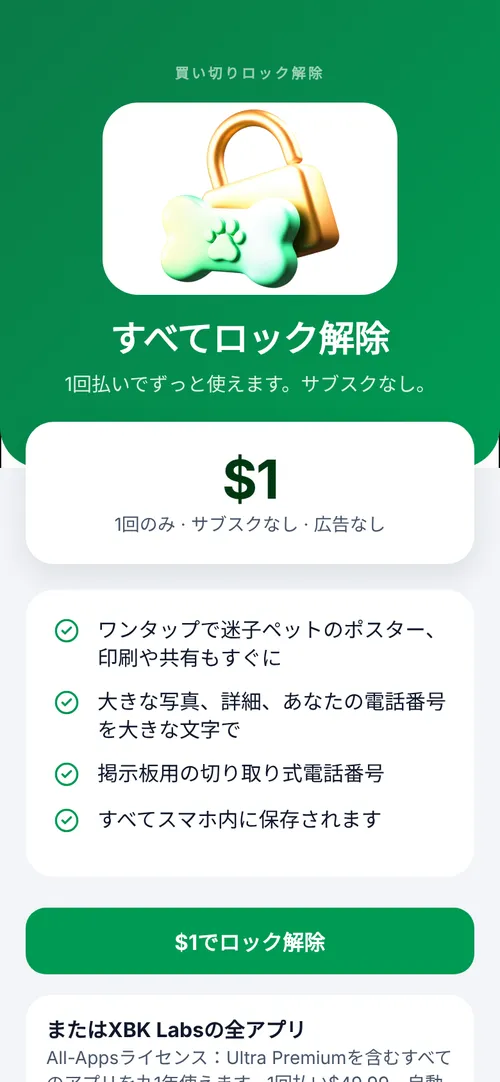 買い切りロック解除
すべてロック解除
1回払いでずっと使えます。サブスクなし。
$1
1回のみ · サブスクなし · 広告なし
ワンタップで迷子ペットのポスター、
印刷や共有もすぐに
大きな写真、詳細、あなたの電話番号
を大きな文字で
掲示板用の切り取り式電話番号
すべてスマホ内に保存されます
$1でロック解除
またはXBK Labsの全アプリ
All-Appsライセンス：Ultra Premiumを含むすべて